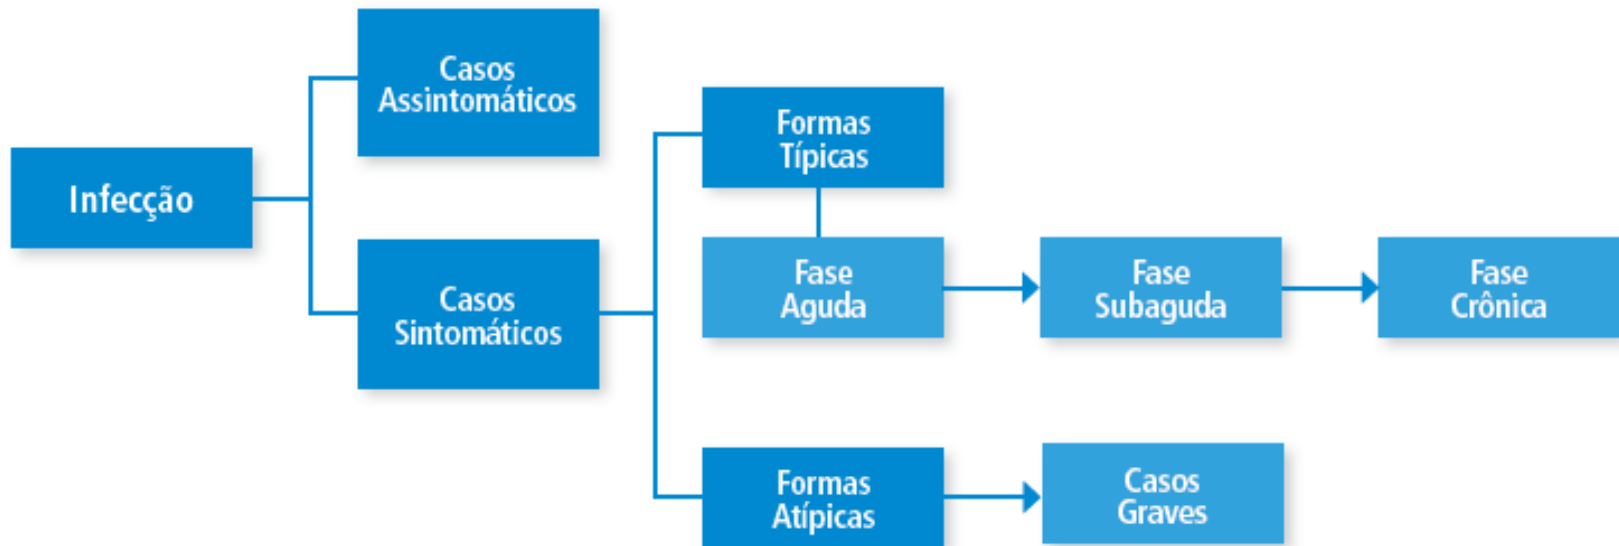 Infecção
Casos
Assintomáticos
Casos
Sintomáticos
Formas
Típicas
Fase
Aguda
Fase
Subaguda
Fase
Crônica
Formas
Atípicas
Casos
Graves